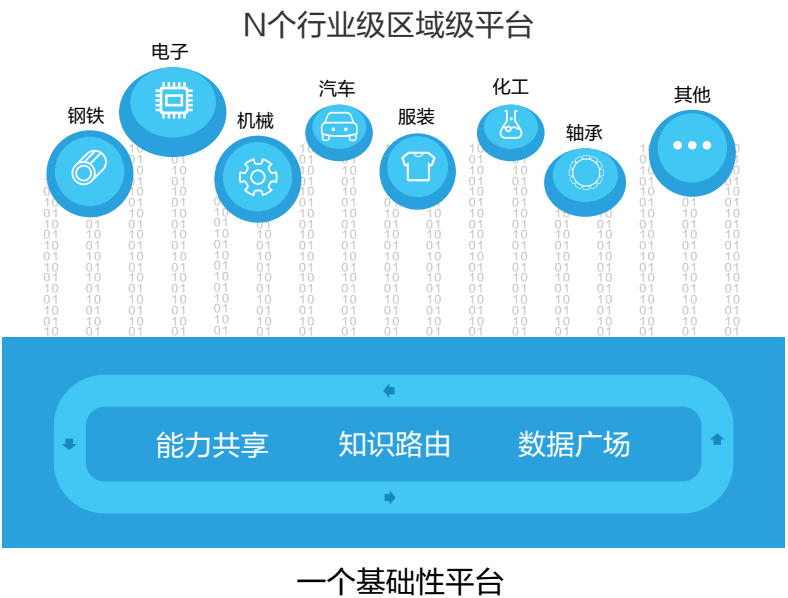 N个行业级区域级平台
电子
钢铁
机械
汽车
服装
化工
轴承
其他
能力共享 知识路由 数据广场
一个基础性平台